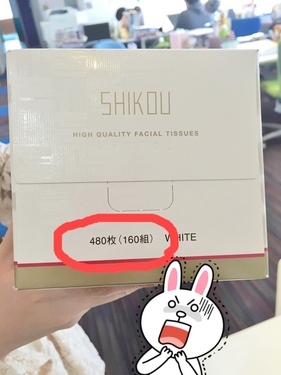 SHIKOU
HIGH QUALITY FACIAL TISSUES
480枚(160組) WHITE